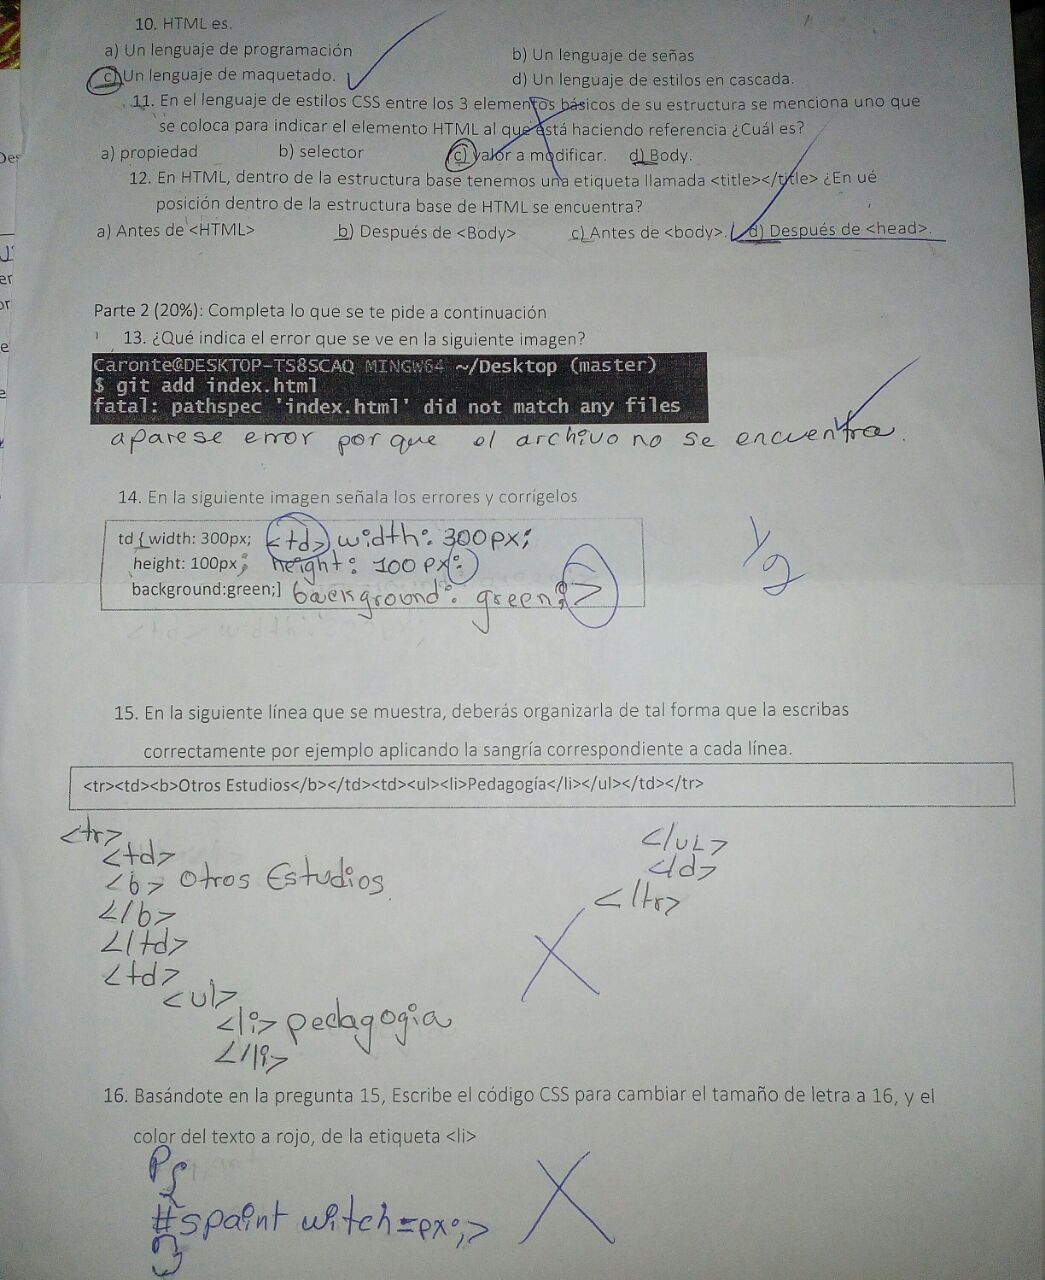 10. HTML es.
a) Un lenguaje de programación
b) Un lenguaje de señas
c) Un lenguaje de maquetado.
d) Un lenguaje de estilos en cascada.
11. En el lenguaje de estilos CSS entre los 3 elementos básicos de su estructura se menciona uno que
se coloca para indicar el elemento HTML al que está haciendo referencia ¿Cuál es?
a) propiedad b) selector c) valor a modificar. d) Body.
12. En HTML, dentro de la estructura base tenemos una etiqueta llamada <title></title> ¿En ué
posición dentro de la estructura base de HTML se encuentra?
a) Antes de <HTML> b) Después de <Body> c) Antes de <body>. d) Después de <head>.
Parte 2 (20%): Completa lo que se te pide a continuación
13. ¿Qué indica el error que se ve en la siguiente imagen?
Caronte@DESKTOP-TS8SCAQ MINGW64 ~/Desktop (master)
$ git add index.html
fatal: pathspec 'index.html' did not match any files
aparese error por que el archivo no se encuentra.
14. En la siguiente imagen señala los errores y corrígelos
td { width: 300px; <td> width: 300px;
height: 100px; height: 100 px;
background:green;] background: green;>
1/2
15. En la siguiente línea que se muestra, deberás organizarla de tal forma que la escribas
correctamente por ejemplo aplicando la sangría correspondiente a cada línea.
<tr><td><b>Otros Estudios</b></td><td><ul><li>Pedagogía</li></ul></td></tr>
<tr>
<td>
<b> Otros Estudios
</b>
</td>
<td>
<ul>
<li> pedagogia
</li>
</uL>
</d>
</tr>
16. Basándote en la pregunta 15, Escribe el código CSS para cambiar el tamaño de letra a 16, y el
color del texto a rojo, de la etiqueta <li>
P{
#spaint witch=px;>
}